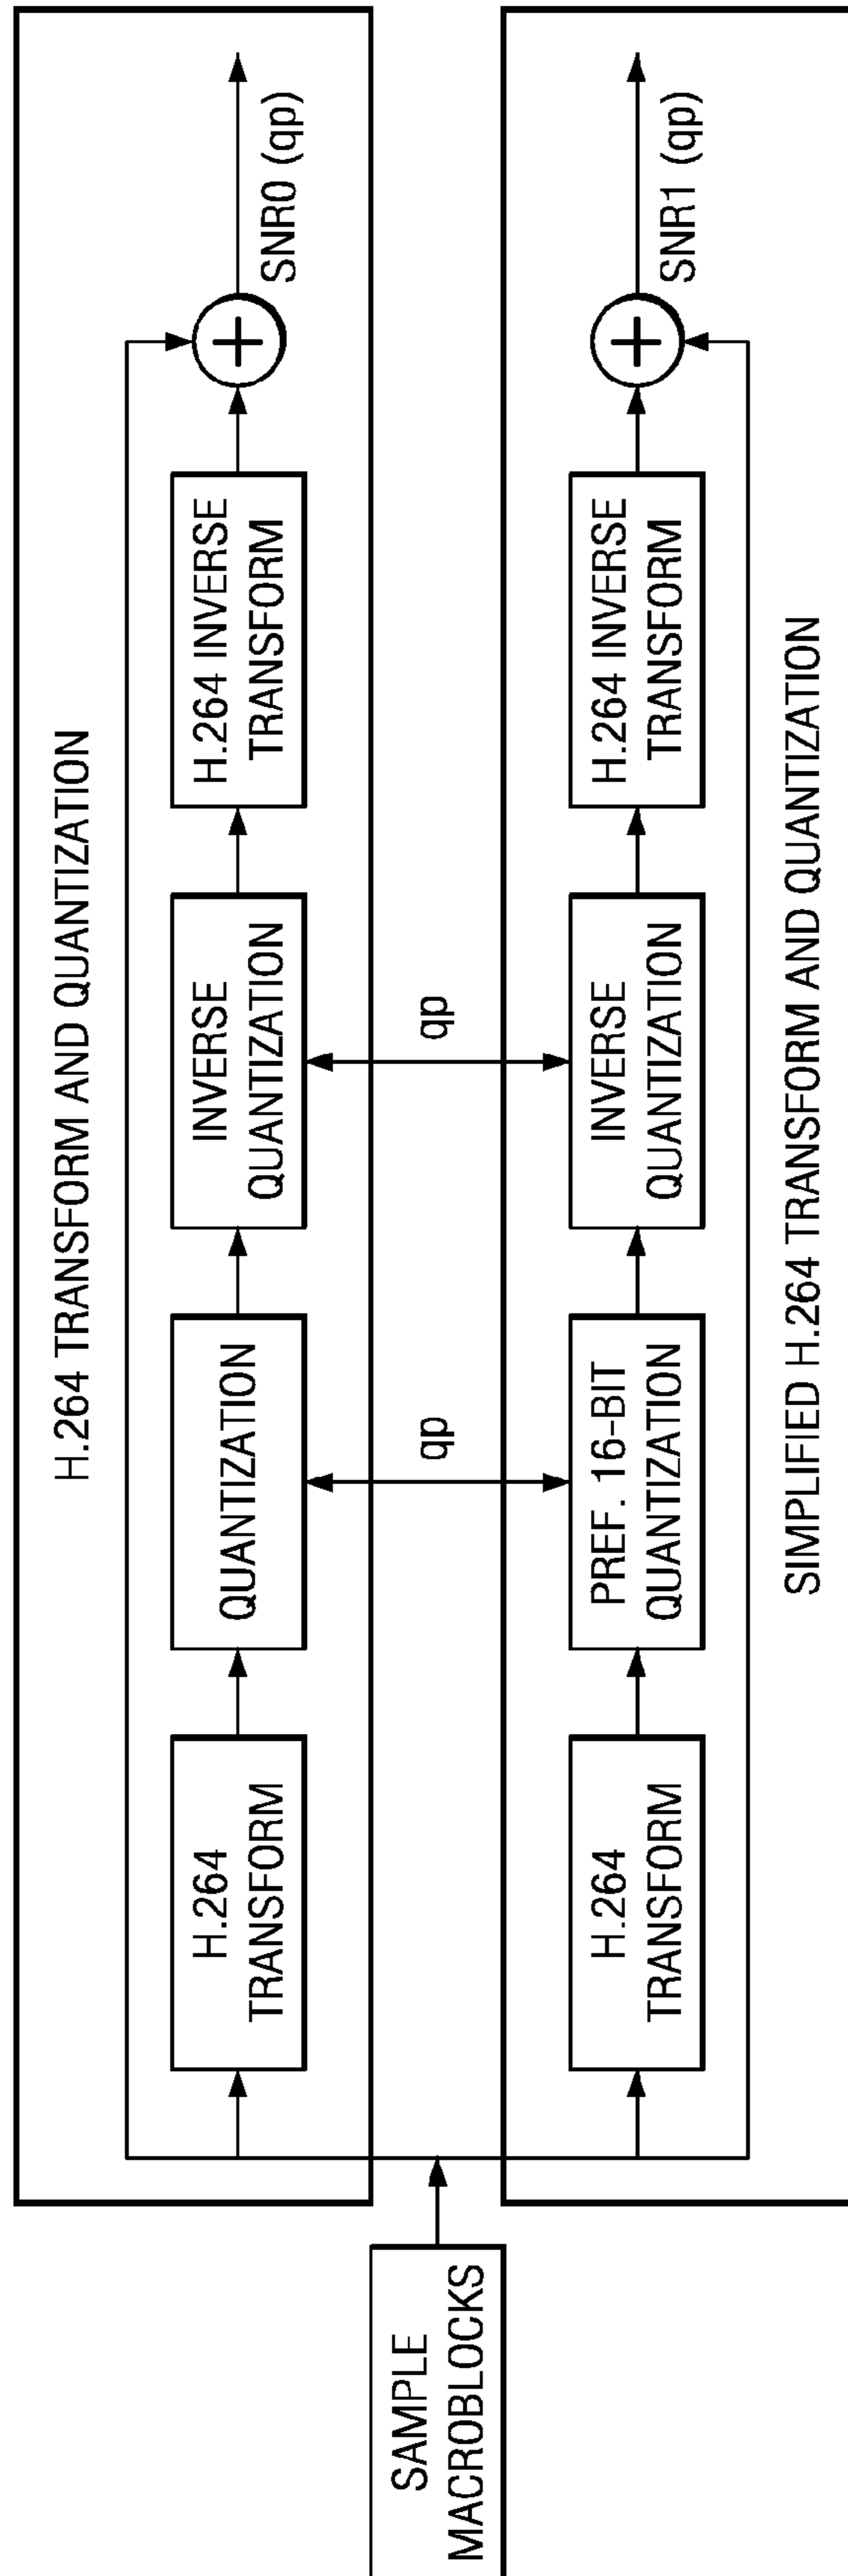 H.264 TRANSFORM AND QUANTIZATION
H.264
TRANSFORM
QUANTIZATION
INVERSE
QUANTIZATION
H.264 INVERSE
TRANSFORM
SNR0 (qp)
SAMPLE
MACROBLOCKS
qp
qp
H.264
TRANSFORM
PREF. 16-BIT
QUANTIZATION
INVERSE
QUANTIZATION
H.264 INVERSE
TRANSFORM
SNR1 (qp)
SIMPLIFIED H.264 TRANSFORM AND QUANTIZATION